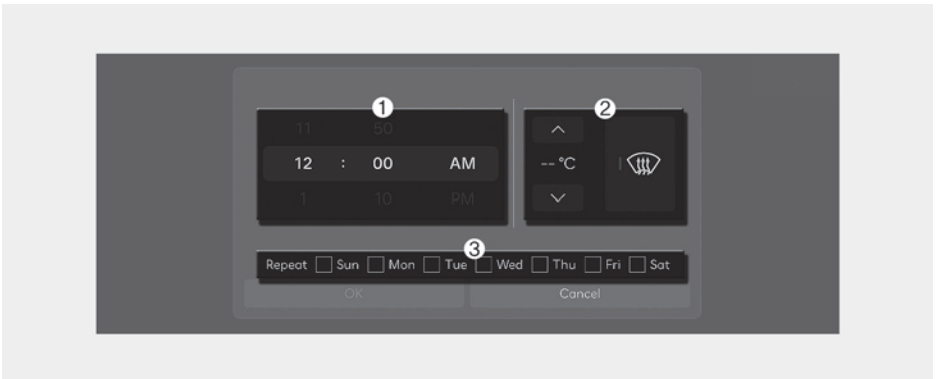 1
2
11 50
12 : 00 AM
-- °C
1 10 PM
3
Repeat Sun Mon Tue Wed Thu Fri Sat
OK Cancel